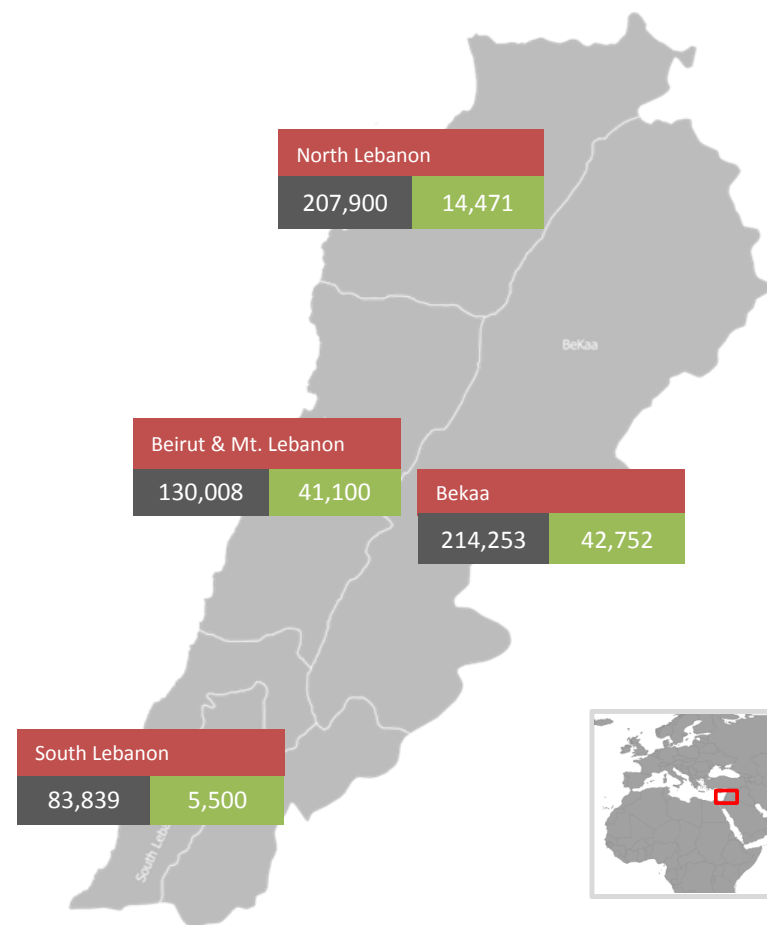 North Lebanon
207,900 14,471
BeKaa
Beirut & Mt. Lebanon
130,008 41,100
Bekaa
214,253 42,752
South Lebanon
83,839 5,500
South Leba